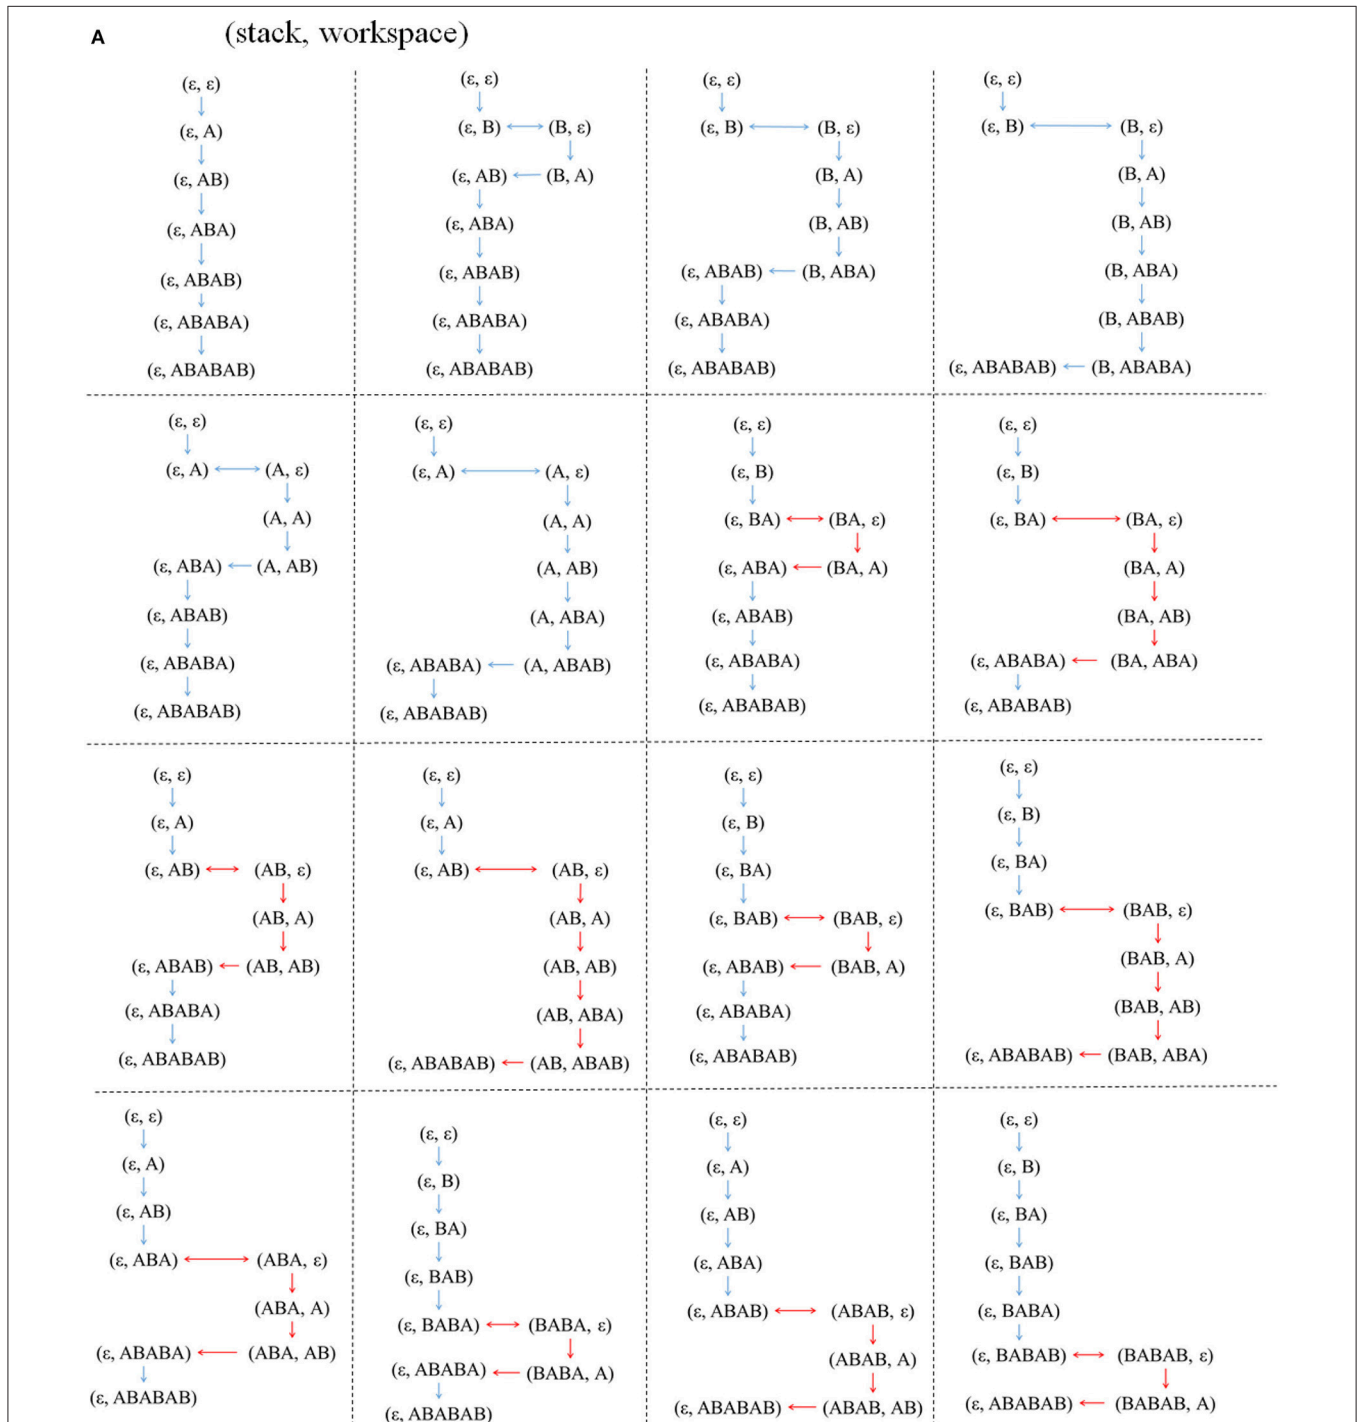 A (stack, workspace)
(ε, ε)
(ε, A)
(ε, AB)
(ε, ABA)
(ε, ABAB)
(ε, ABABA)
(ε, ABABAB)
(ε, ε)
(ε, B) (B, ε)
(ε, AB) (B, A)
(ε, ABA)
(ε, ABAB)
(ε, ABABA)
(ε, ABABAB)
(ε, ε)
(ε, B) (B, ε)
(B, A)
(B, AB)
(ε, ABAB) (B, ABA)
(ε, ABABA)
(ε, ABABAB)
(ε, ε)
(ε, B) (B, ε)
(B, A)
(B, AB)
(B, ABA)
(B, ABAB)
(ε, ABABAB) (B, ABABA)
(ε, ε)
(ε, A) (A, ε)
(A, A)
(ε, ABA) (A, AB)
(ε, ABAB)
(ε, ABABA)
(ε, ABABAB)
(ε, ε)
(ε, A) (A, ε)
(A, A)
(A, AB)
(A, ABA)
(ε, ABABA) (A, ABAB)
(ε, ABABAB)
(ε, ε)
(ε, B)
(ε, BA) (BA, ε)
(ε, ABA) (BA, A)
(ε, ABAB)
(ε, ABABA)
(ε, ABABAB)
(ε, ε)
(ε, B)
(ε, BA) (BA, ε)
(BA, A)
(BA, AB)
(ε, ABABA) (BA, ABA)
(ε, ABABAB)
(ε, ε)
(ε, A)
(ε, AB) (AB, ε)
(AB, A)
(ε, ABAB) (AB, AB)
(ε, ABABA)
(ε, ABABAB)
(ε, ε)
(ε, A)
(ε, AB) (AB, ε)
(AB, A)
(AB, AB)
(AB, ABA)
(ε, ABABAB) (AB, ABAB)
(ε, ε)
(ε, B)
(ε, BA)
(ε, BAB) (BAB, ε)
(ε, ABAB) (BAB, A)
(ε, ABABA)
(ε, ABABAB)
(ε, ε)
(ε, B)
(ε, BA)
(ε, BAB) (BAB, ε)
(BAB, A)
(BAB, AB)
(ε, ABABAB) (BAB, ABA)
(ε, ε)
(ε, A)
(ε, AB)
(ε, ABA) (ABA, ε)
(ABA, A)
(ε, ABABA) (ABA, AB)
(ε, ABABAB)
(ε, ε)
(ε, B)
(ε, BA)
(ε, BAB)
(ε, BABA) (BABA, ε)
(ε, ABABA) (BABA, A)
(ε, ABABAB)
(ε, ε)
(ε, A)
(ε, AB)
(ε, ABA)
(ε, ABAB) (ABAB, ε)
(ABAB, A)
(ε, ABABAB) (ABAB, AB)
(ε, ε)
(ε, B)
(ε, BA)
(ε, BAB)
(ε, BABA)
(ε, BABAB) (BABAB, ε)
(ε, ABABAB) (BABAB, A)